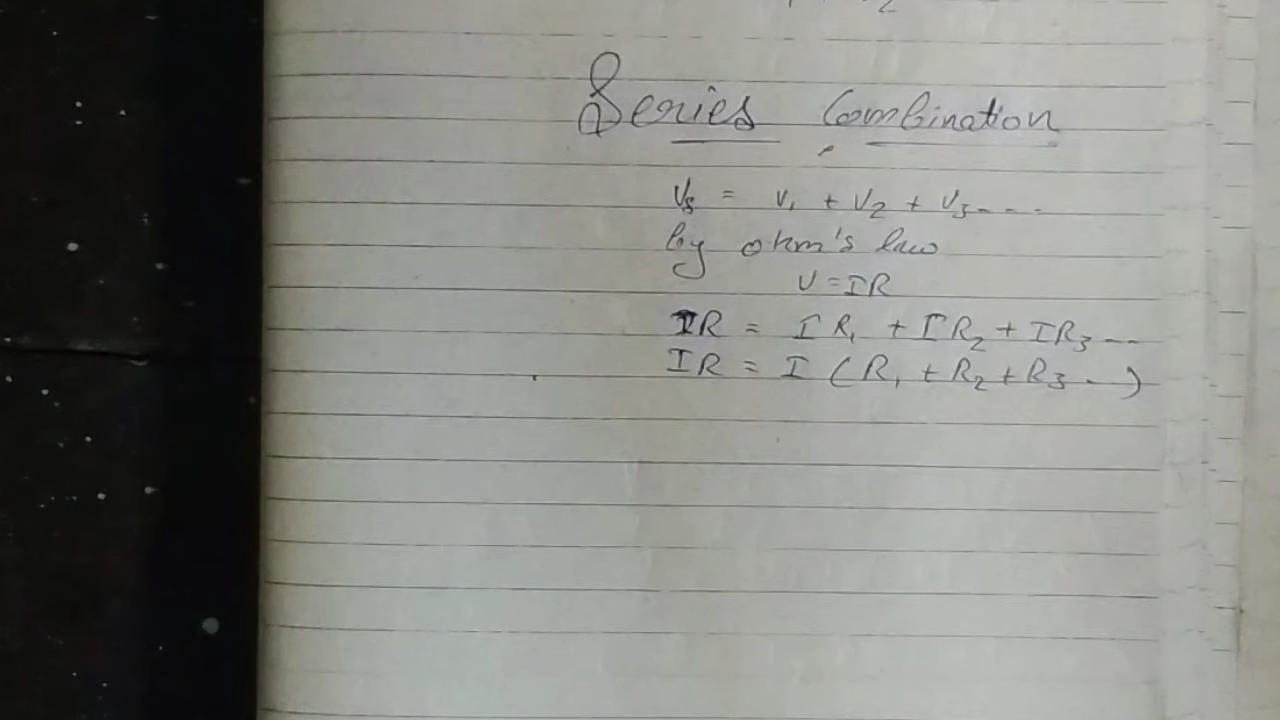 Series Combination
Vs = V₁ + V₂ + V₃ - - - -
by ohm's law
V = IR
IR = IR₁ + IR₂ + IR₃ - - -
IR = I (R₁ + R₂ + R₃ - - )